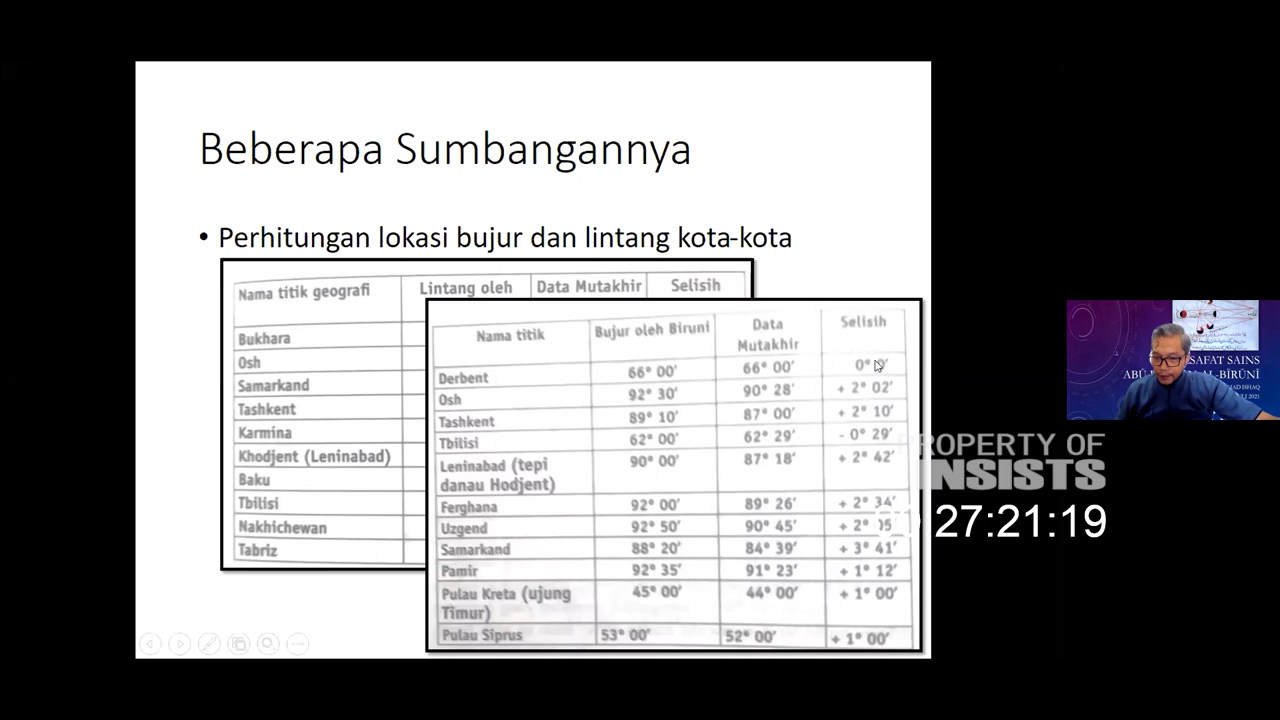 Beberapa Sumbangannya
• Perhitungan lokasi bujur dan lintang kota-kota
Nama titik geografi Lintang oleh Data Mutakhir Selisih
Bukhara
Osh
Samarkand
Tashkent
Karmina
Khodjent (Leninabad)
Baku
Tbilisi
Nakhichewan
Tabriz
Nama titik Bujur oleh Biruni Data Mutakhir Selisih
Derbent 66° 00' 66° 00' 0° 0'
Osh 92° 30' 90° 28' + 2° 02'
Tashkent 89° 10' 87° 00' + 2° 10'
Tbilisi 62° 00' 62° 29' - 0° 29'
Leninabad (tepi 90° 00' 87° 18' + 2° 42'
danau Hodjent)
Ferghana 92° 00' 89° 26' + 2° 34'
Uzgend 92° 50' 90° 45' + 2° 05
Samarkand 88° 20' 84° 39' + 3° 41'
Pamir 92° 35' 91° 23' + 1° 12'
Pulau Kreta (ujung 45° 00' 44° 00' + 1° 00'
Timur)
Pulau Siprus 53° 00' 52° 00' + 1° 00'
SAFAT SAINS
AL-BĪRŪNĪ
PROPERTY OF
INSISTS
27:21:19